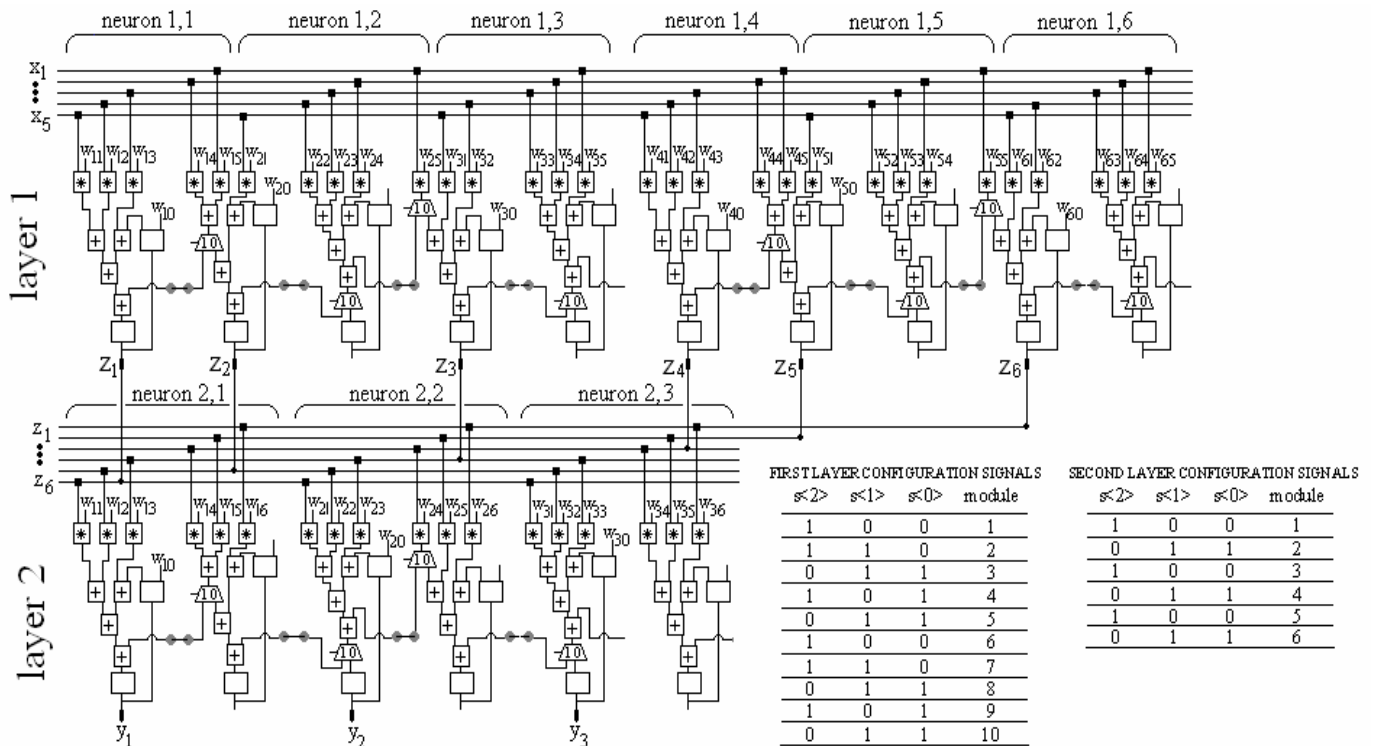 neuron 1,1 neuron 1,2 neuron 1,3 neuron 1,4 neuron 1,5 neuron 1,6
x1
x5
layer 1
w11 w12 w13 w14 w15 w21 w22 w23 w24 w25 w31 w32 w33 w34 w35 w41 w42 w43 w44 w45 w51 w52 w53 w54 w55 w61 w62 w63 w64 w65
* * * * * * * * * * * * * * * * * * * * * * * * * * * * * *
w20 w50
w10 w30 w40 w60
z1 z2 z3 z4 z5 z6
neuron 2,1 neuron 2,2 neuron 2,3
z1
z6
layer 2
w11 w12 w13 w14 w15 w16 w21 w22 w23 w24 w25 w26 w31 w32 w33 w34 w35 w36
* * * * * * * * * * * * * * * * * *
w10 w20 w30
y1 y2 y3
FIRST LAYER CONFIGURATION SIGNALS
s<2> s<1> s<0> module
1 0 0 1
1 1 0 2
0 1 1 3
1 0 1 4
0 1 1 5
1 0 0 6
1 1 0 7
0 1 1 8
1 0 1 9
0 1 1 10
SECOND LAYER CONFIGURATION SIGNALS
s<2> s<1> s<0> module
1 0 0 1
0 1 1 2
1 0 0 3
0 1 1 4
1 0 0 5
0 1 1 6